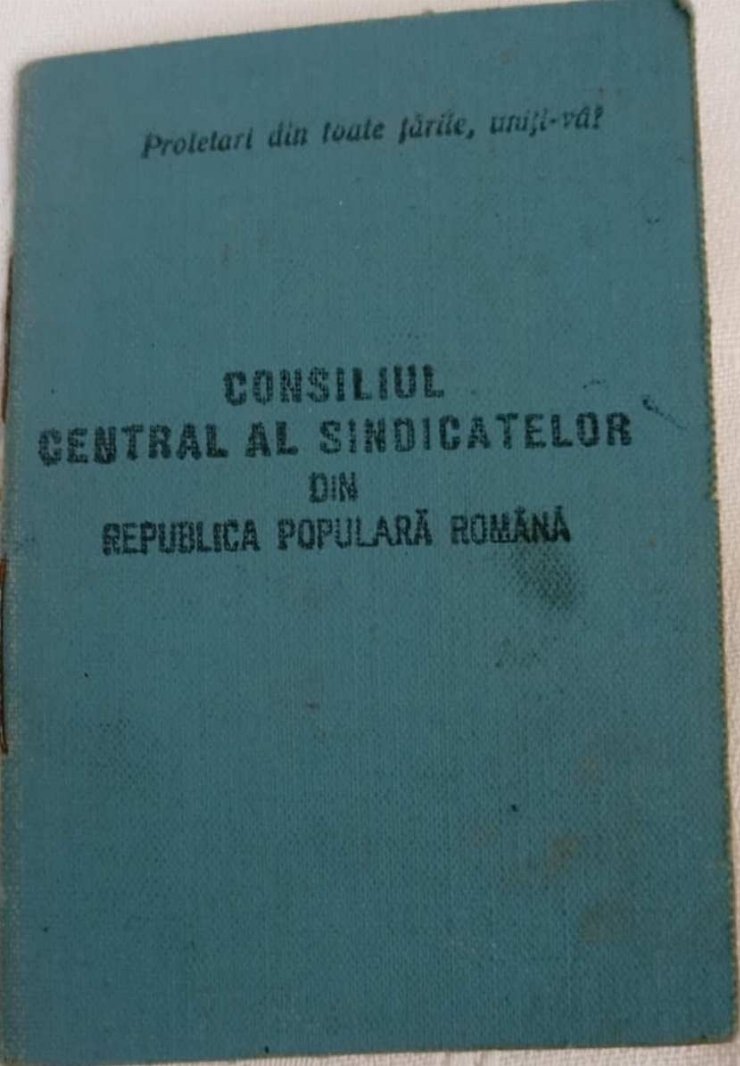 Proletari din toate țările, uniți-vă!
CONSILIUL
CENTRAL AL SINDICATELOR
DIN
REPUBLICA POPULARĂ ROMÂNĂ